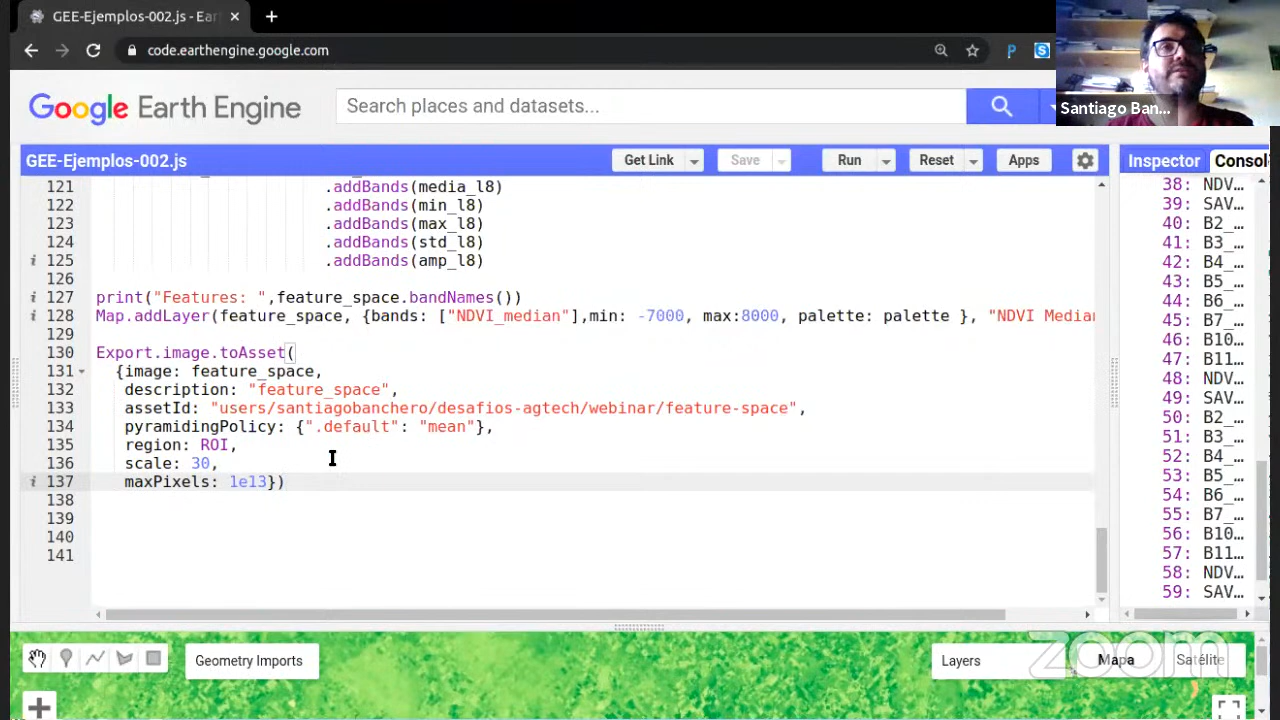 GEE-Ejemplos-002.js - Ear
code.earthengine.google.com
Santiago Ban...
Google Earth Engine
Search places and datasets...
GEE-Ejemplos-002.js
Get Link
Save
Run
Reset
Apps
Inspector
Consol
121 .addBands(media_l8)
122 .addBands(min_l8)
123 .addBands(max_l8)
124 .addBands(std_l8)
i 125 .addBands(amp_l8)
126
i 127 print("Features: ",feature_space.bandNames())
i 128 Map.addLayer(feature_space, {bands: ["NDVI_median"],min: -7000, max:8000, palette: palette }, "NDVI Median
129
130 Export.image.toAsset(
131 {image: feature_space,
132 description: "feature_space",
133 assetId: "users/santiagobanchero/desafios-agtech/webinar/feature-space",
134 pyramidingPolicy: {".default": "mean"},
135 region: ROI,
136 scale: 30,
i 137 maxPixels: 1e13})
138
139
140
141
38: NDV…
39: SAV…
40: B2_…
41: B3_…
42: B4_…
43: B5_…
44: B6_…
45: B7_…
46: B10…
47: B11…
48: NDV…
49: SAV…
50: B2_…
51: B3_…
52: B4_…
53: B5_…
54: B6_…
55: B7_…
56: B10…
57: B11…
58: NDV…
59: SAV…
Geometry Imports
Layers
Mapa
Satélite
zoom